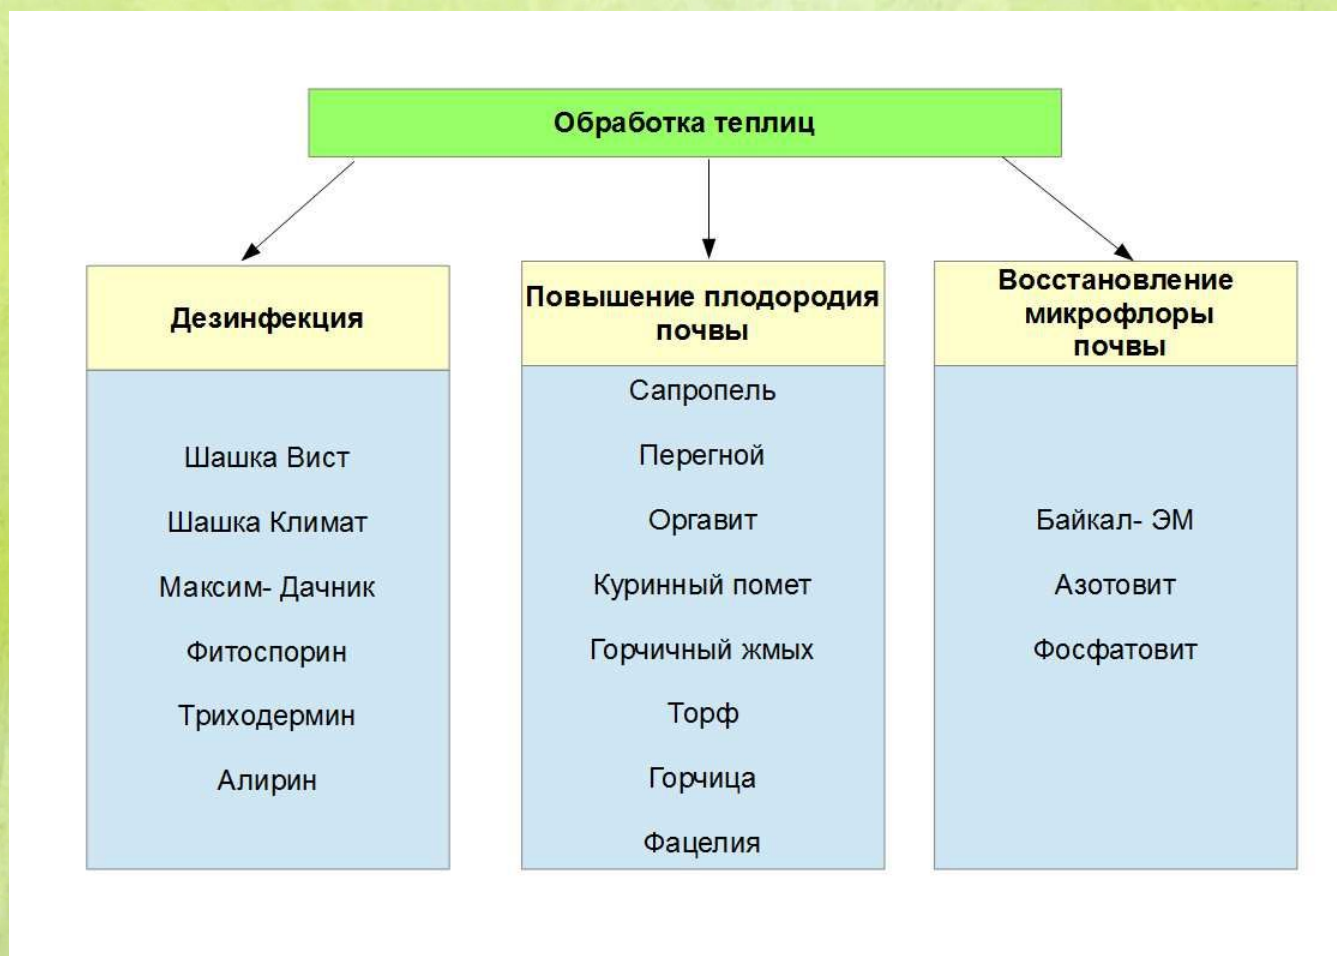 Обработка теплиц
Дезинфекция
Шашка Вист
Шашка Климат
Максим- Дачник
Фитоспорин
Триходермин
Алирин
Повышение плодородия
почвы
Сапропель
Перегной
Оргавит
Куринный помет
Горчичный жмых
Торф
Горчица
Фацелия
Восстановление
микрофлоры
почвы
Байкал- ЭМ
Азотовит
Фосфатовит